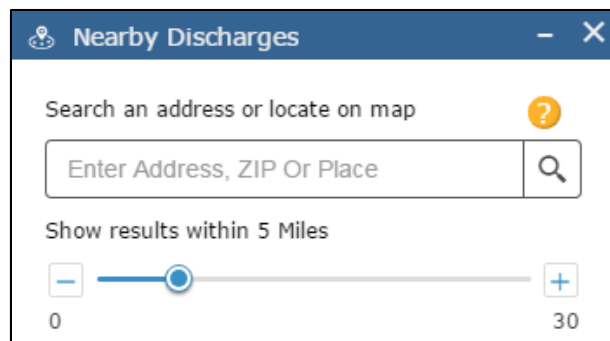 Nearby Discharges
Search an address or locate on map
?
Enter Address, ZIP Or Place
Show results within 5 Miles
0 30